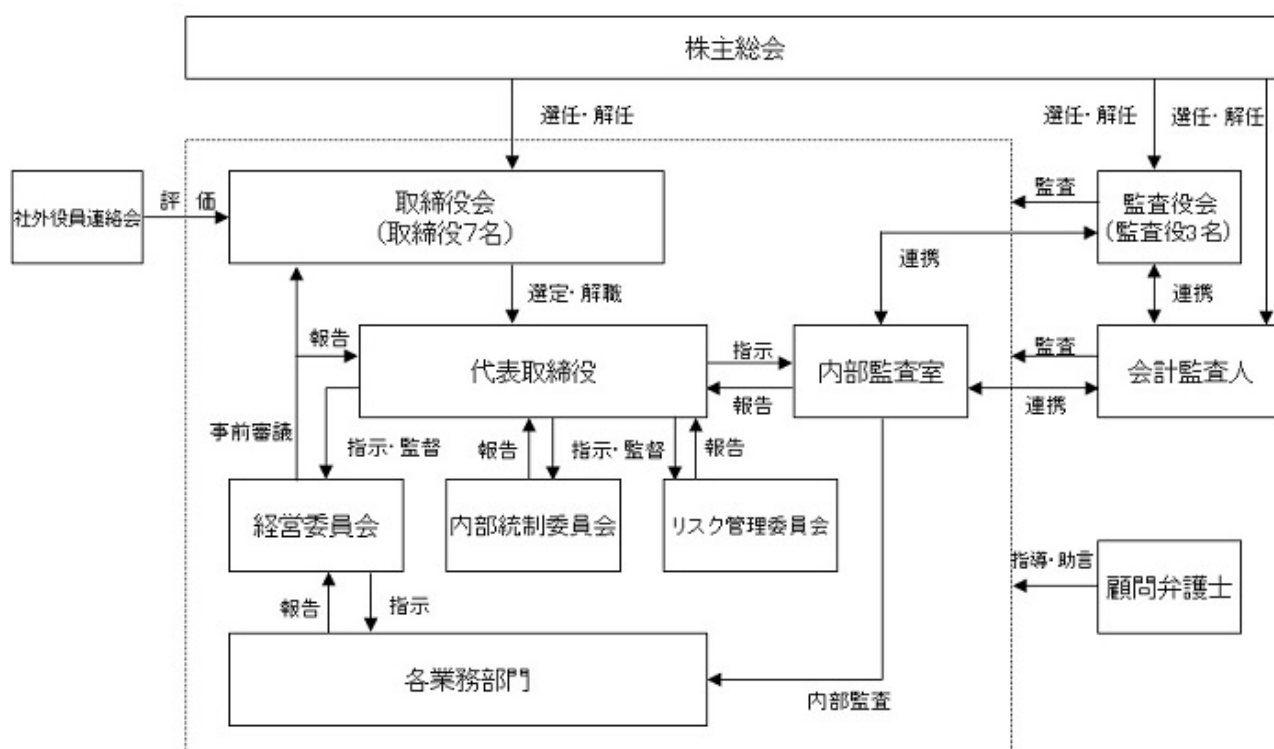 株主総会
選任・解任
選任・解任
選任・解任
社外役員連絡会
評 価
取締役会
(取締役7名)
監査
監査役会
(監査役3名)
連携
選定・解職
連携
報告
代表取締役
指示
報告
内部監査室
監査
連携
会計監査人
事前審議
指示・監督
報告
指示・監督
報告
経営委員会
内部統制委員会
リスク管理委員会
指導・助言
顧問弁護士
報告
指示
各業務部門
内部監査